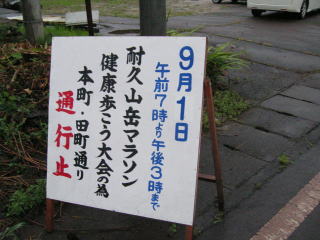 9月1日
午前7時より午後3時まで
耐久山岳マラソン
健康歩こう大会の為
本町・田町通り
通行止